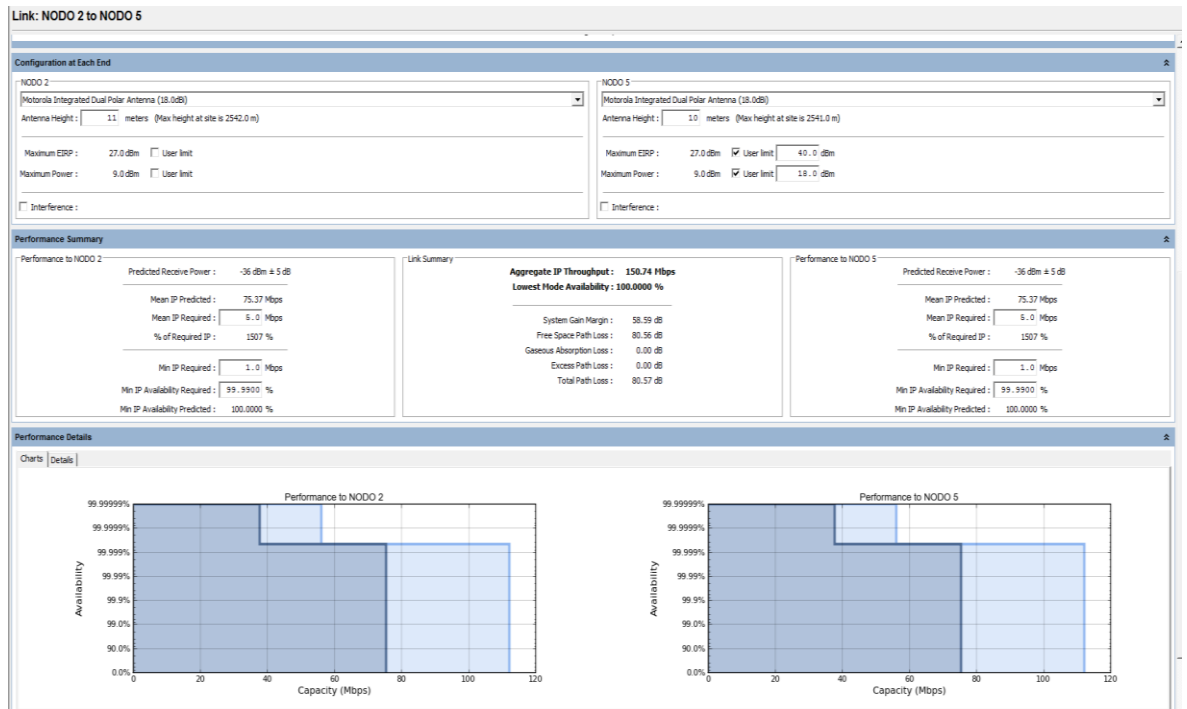 Link: NODO 2 to NODO 5
Configuration at Each End
NODO 2
Motorola Integrated Dual Polar Antenna (18.0dBi)
Antenna Height : 11 meters (Max height at site is 2542.0 m)
Maximum EIRP : 27.0 dBm User limit
Maximum Power : 9.0 dBm User limit
Interference :
NODO 5
Motorola Integrated Dual Polar Antenna (18.0dBi)
Antenna Height : 10 meters (Max height at site is 2541.0 m)
Maximum EIRP : 27.0 dBm User limit 40.0 dBm
Maximum Power : 9.0 dBm User limit 18.0 dBm
Interference :
Performance Summary
Performance to NODO 2
Predicted Receive Power : -36 dBm ± 5 dB
Mean IP Predicted : 75.37 Mbps
Mean IP Required : 5.0 Mbps
% of Required IP : 1507 %
Min IP Required : 1.0 Mbps
Min IP Availability Required : 99.9900 %
Min IP Availability Predicted : 100.0000 %
Link Summary
Aggregate IP Throughput : 150.74 Mbps
Lowest Mode Availability : 100.0000 %
System Gain Margin : 58.59 dB
Free Space Path Loss : 80.56 dB
Gaseous Absorption Loss : 0.00 dB
Excess Path Loss : 0.00 dB
Total Path Loss : 80.57 dB
Performance to NODO 5
Predicted Receive Power : -36 dBm ± 5 dB
Mean IP Predicted : 75.37 Mbps
Mean IP Required : 5.0 Mbps
% of Required IP : 1507 %
Min IP Required : 1.0 Mbps
Min IP Availability Required : 99.9900 %
Min IP Availability Predicted : 100.0000 %
Performance Details
Charts Details
Performance to NODO 2
99.99999%
99.9999%
99.999%
99.99%
99.9%
99.0%
90.0%
0.0%
Availability
0 20 40 60 80 100 120
Capacity (Mbps)
Performance to NODO 5
99.99999%
99.9999%
99.999%
99.99%
99.9%
99.0%
90.0%
0.0%
Availability
0 20 40 60 80 100 120
Capacity (Mbps)